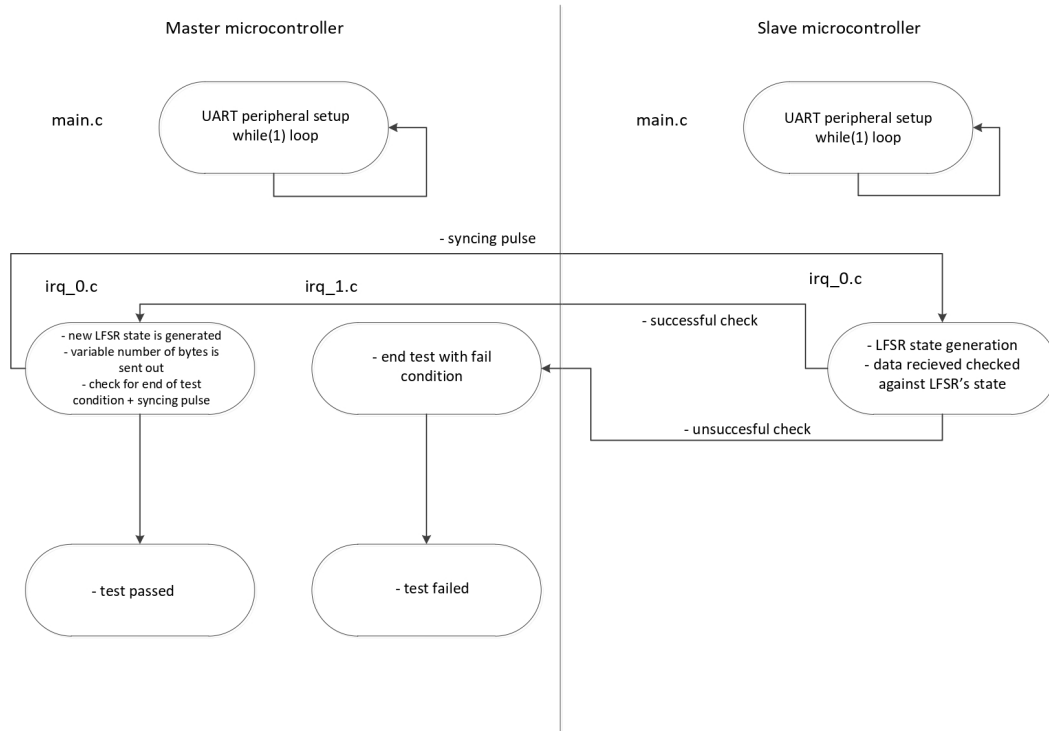 Master microcontroller
Slave microcontroller
main.c
UART peripheral setup
while(1) loop
main.c
UART peripheral setup
while(1) loop
- syncing pulse
irq_0.c
irq_1.c
irq_0.c
- successful check
- new LFSR state is generated
- variable number of bytes is
sent out
- check for end of test
condition + syncing pulse
- end test with fail
condition
- LFSR state generation
- data recieved checked
against LFSR's state
- unsuccesful check
- test passed
- test failed